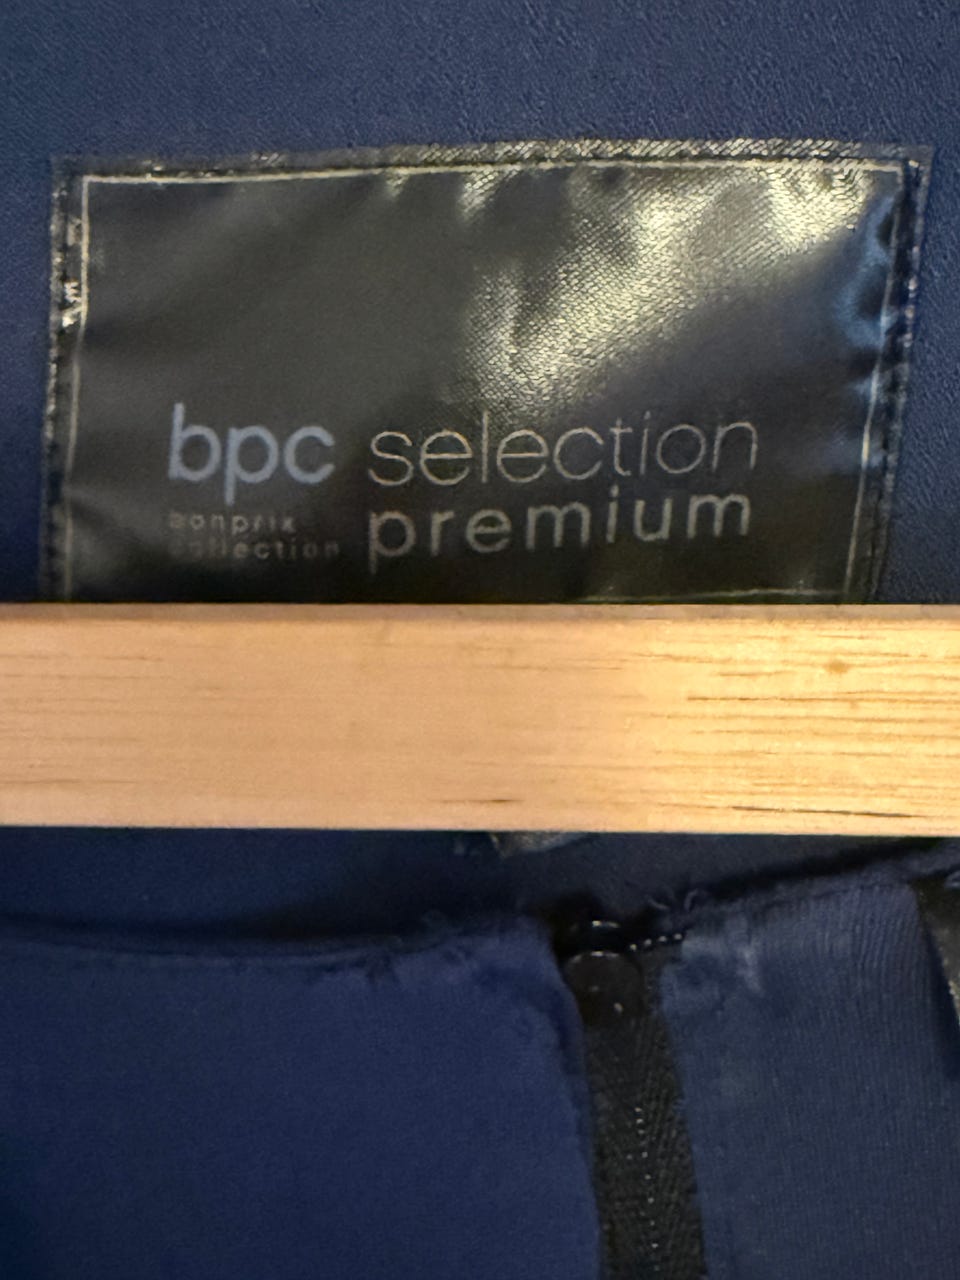 bpc selection
premium
bonprix
collection